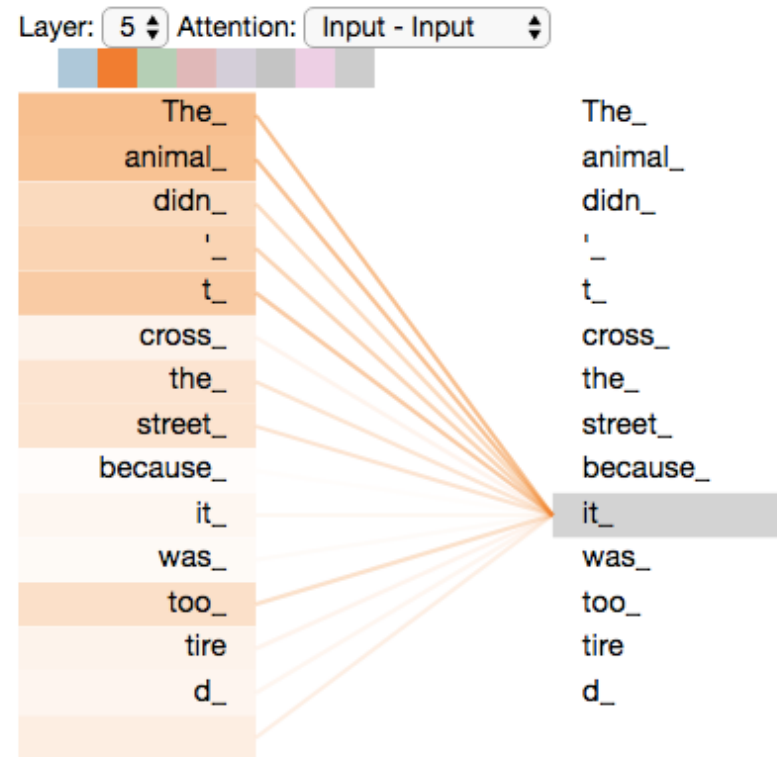 Layer: 5 Attention: Input - Input
The_ The_
animal_ animal_
didn_ didn_
'_ '_
t_ t_
cross_ cross_
the_ the_
street_ street_
because_ because_
it_ it_
was_ was_
too_ too_
tire tire
d_ d_